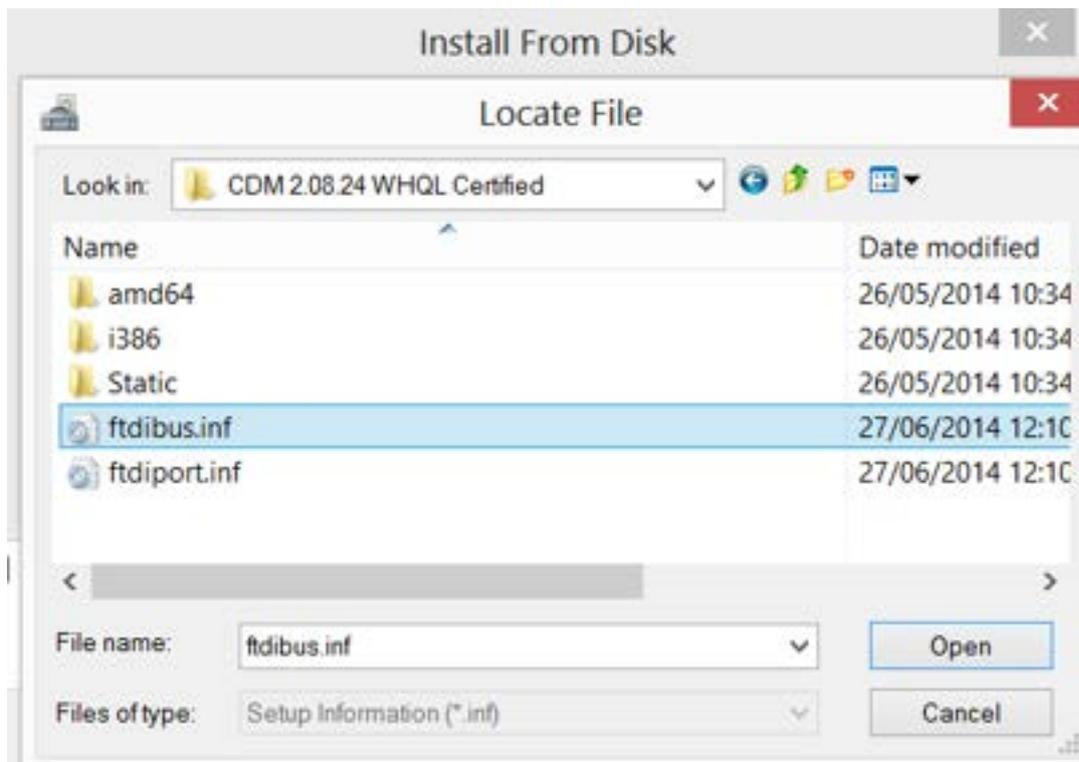 Install From Disk
Locate File
Look in: CDM 2.08.24 WHQL Certified
Name Date modified
amd64 26/05/2014 10:34
i386 26/05/2014 10:34
Static 26/05/2014 10:34
ftdibus.inf 27/06/2014 12:10
ftdiport.inf 27/06/2014 12:10
File name: ftdibus.inf Open
Files of type: Setup Information (*.inf) Cancel